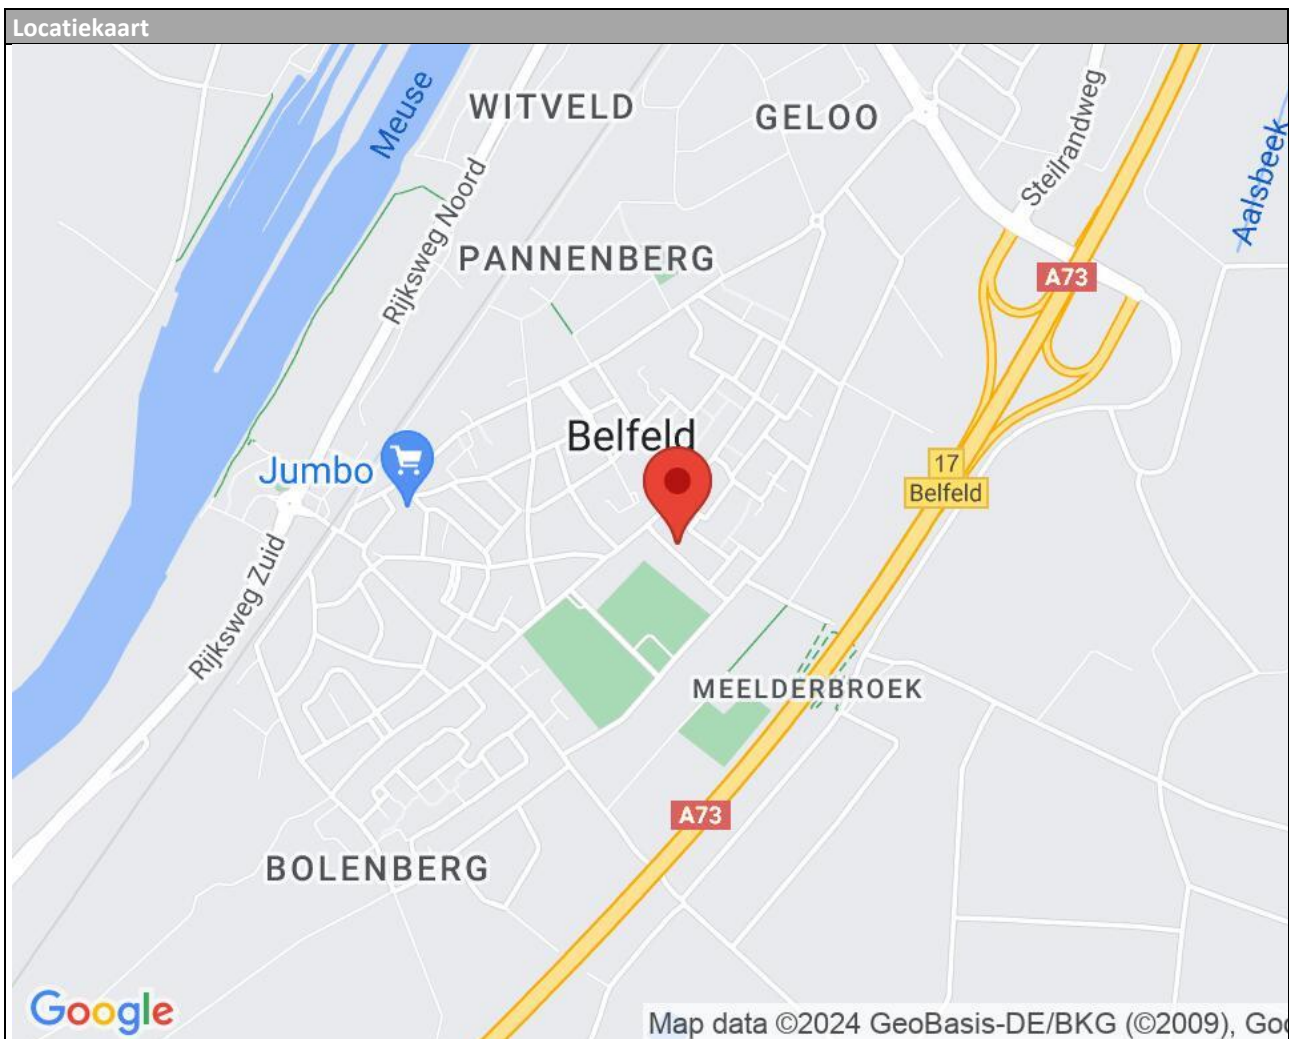 Locatiekaart
Meuse
WITVELD
GELOO
Steilrandweg
Aalsbeek
Rijksweg Noord
PANNENBERG
A73
Belfeld
Jumbo
17
Belfeld
Rijksweg Zuid
MEELDERBROEK
A73
BOLENBERG
Google
Map data ©2024 GeoBasis-DE/BKG (©2009), Goo